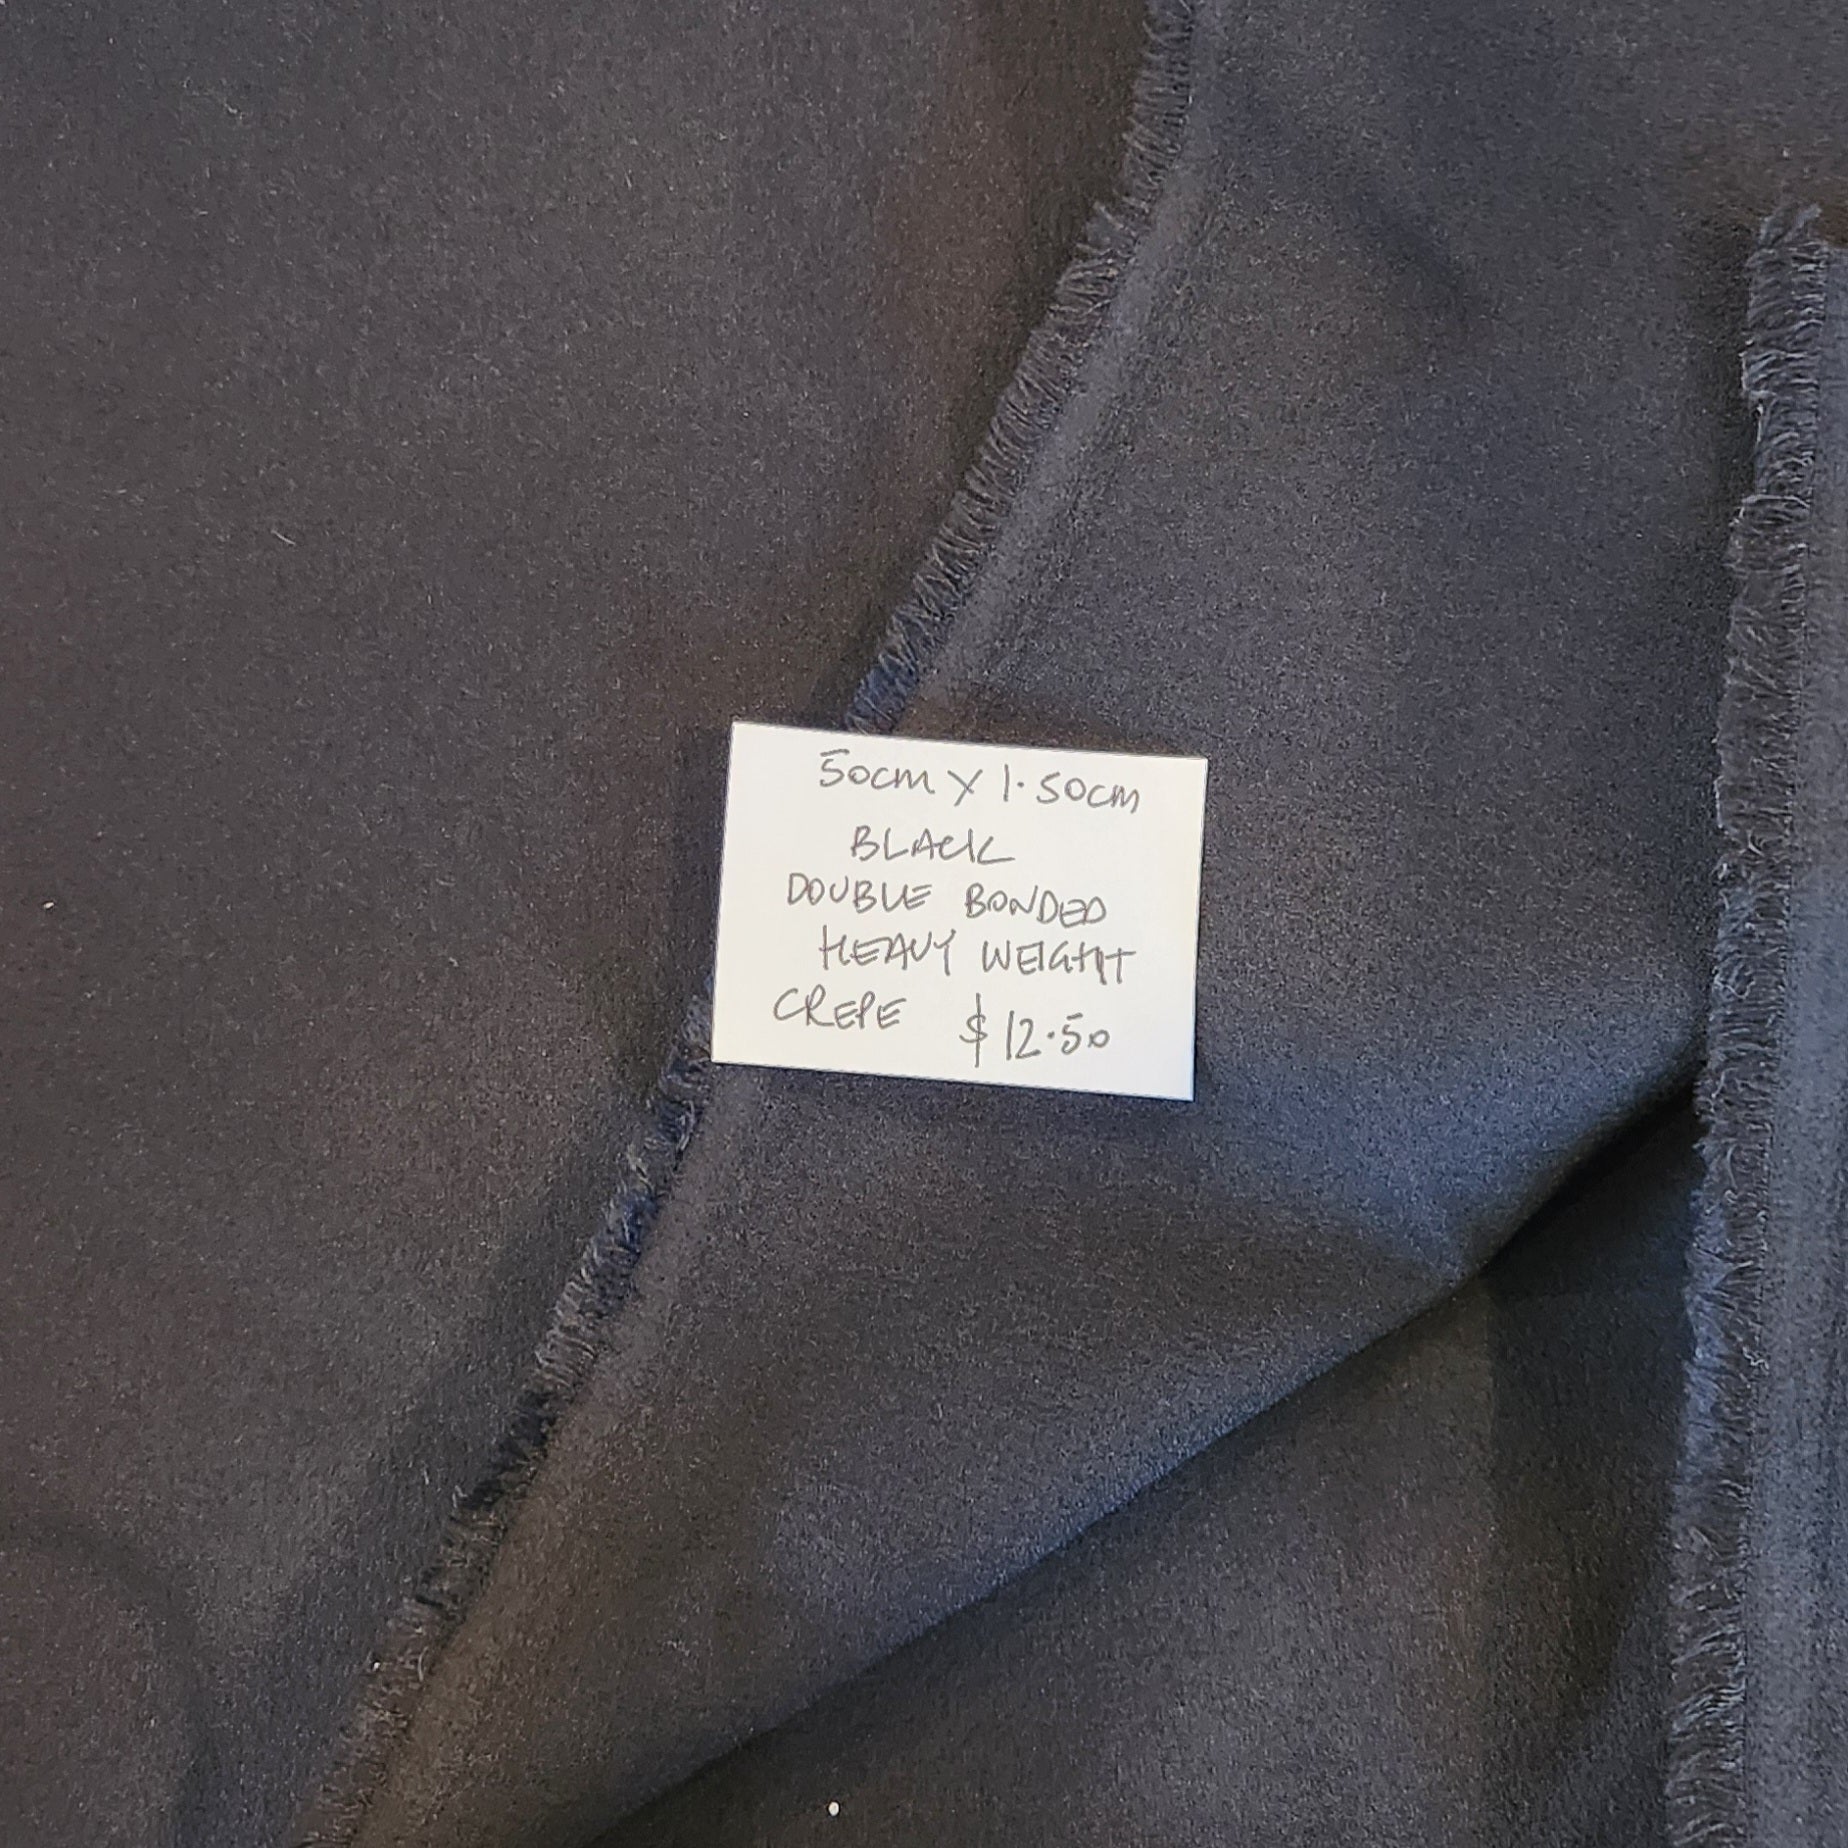 50cm X 1.50cm
BLACK
DOUBLE BONDED
HEAVY WEIGHT
CREPE $12.50